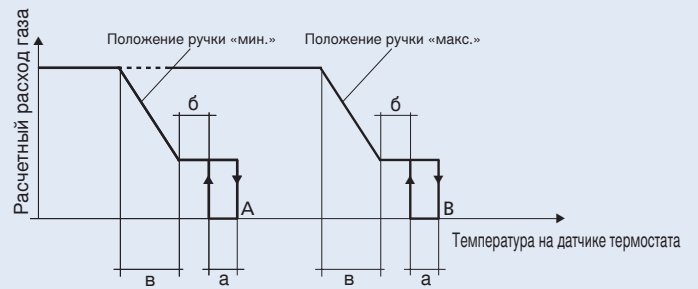 Положение ручки «мин.»
Положение ручки «макс.»
Расчетный расход газа
б
б
А
В
Температура на датчике термостата
в
а
в
а